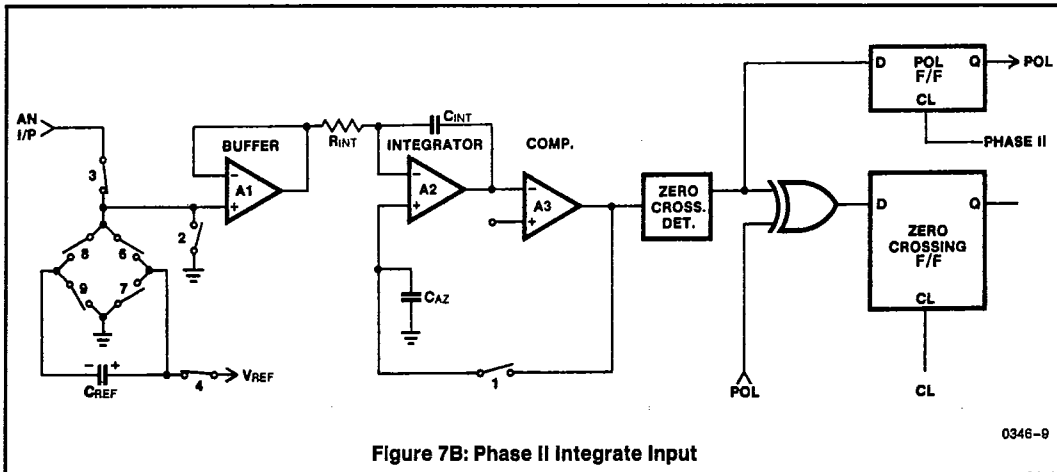 AN
I/P
3
8
6
9
7
2
− +
CREF
4
VREF
BUFFER
−
A1
+
RINT
CINT
INTEGRATOR
−
A2
+
CAZ
1
COMP.
−
A3
+
ZERO
CROSS.
DET.
D POL Q
F/F
CL
POL
PHASE II
D Q
ZERO
CROSSING
F/F
CL
POL
CL
0346-9
Figure 7B: Phase II Integrate Input